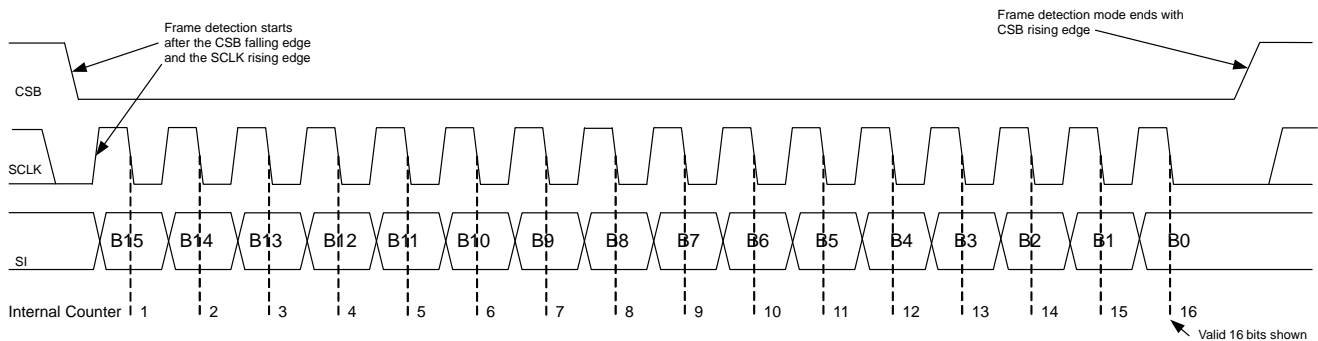 Frame detection starts
after the CSB falling edge
and the SCLK rising edge
Frame detection mode ends with
CSB rising edge
CSB
SCLK
SI
B15 B14 B13 B12 B11 B10 B9 B8 B7 B6 B5 B4 B3 B2 B1 B0
Internal Counter 1 2 3 4 5 6 7 8 9 10 11 12 13 14 15 16
Valid 16 bits shown